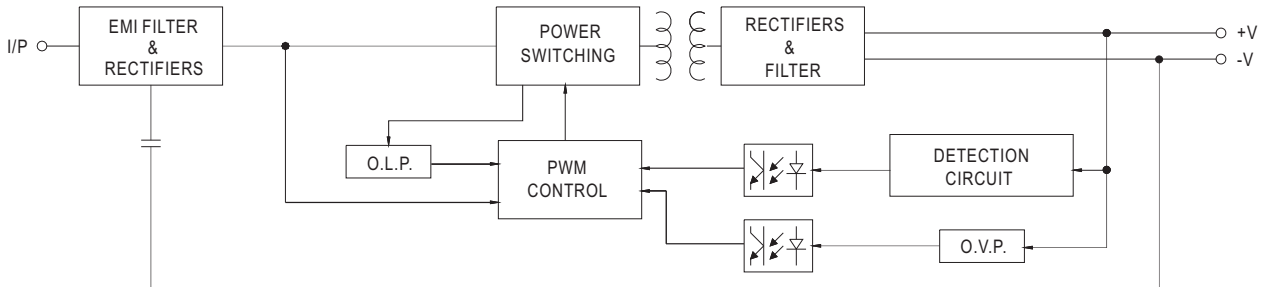 I/P
EMI FILTER
&
RECTIFIERS
POWER
SWITCHING
RECTIFIERS
&
FILTER
+V
-V
O.L.P.
PWM
CONTROL
DETECTION
CIRCUIT
O.V.P.